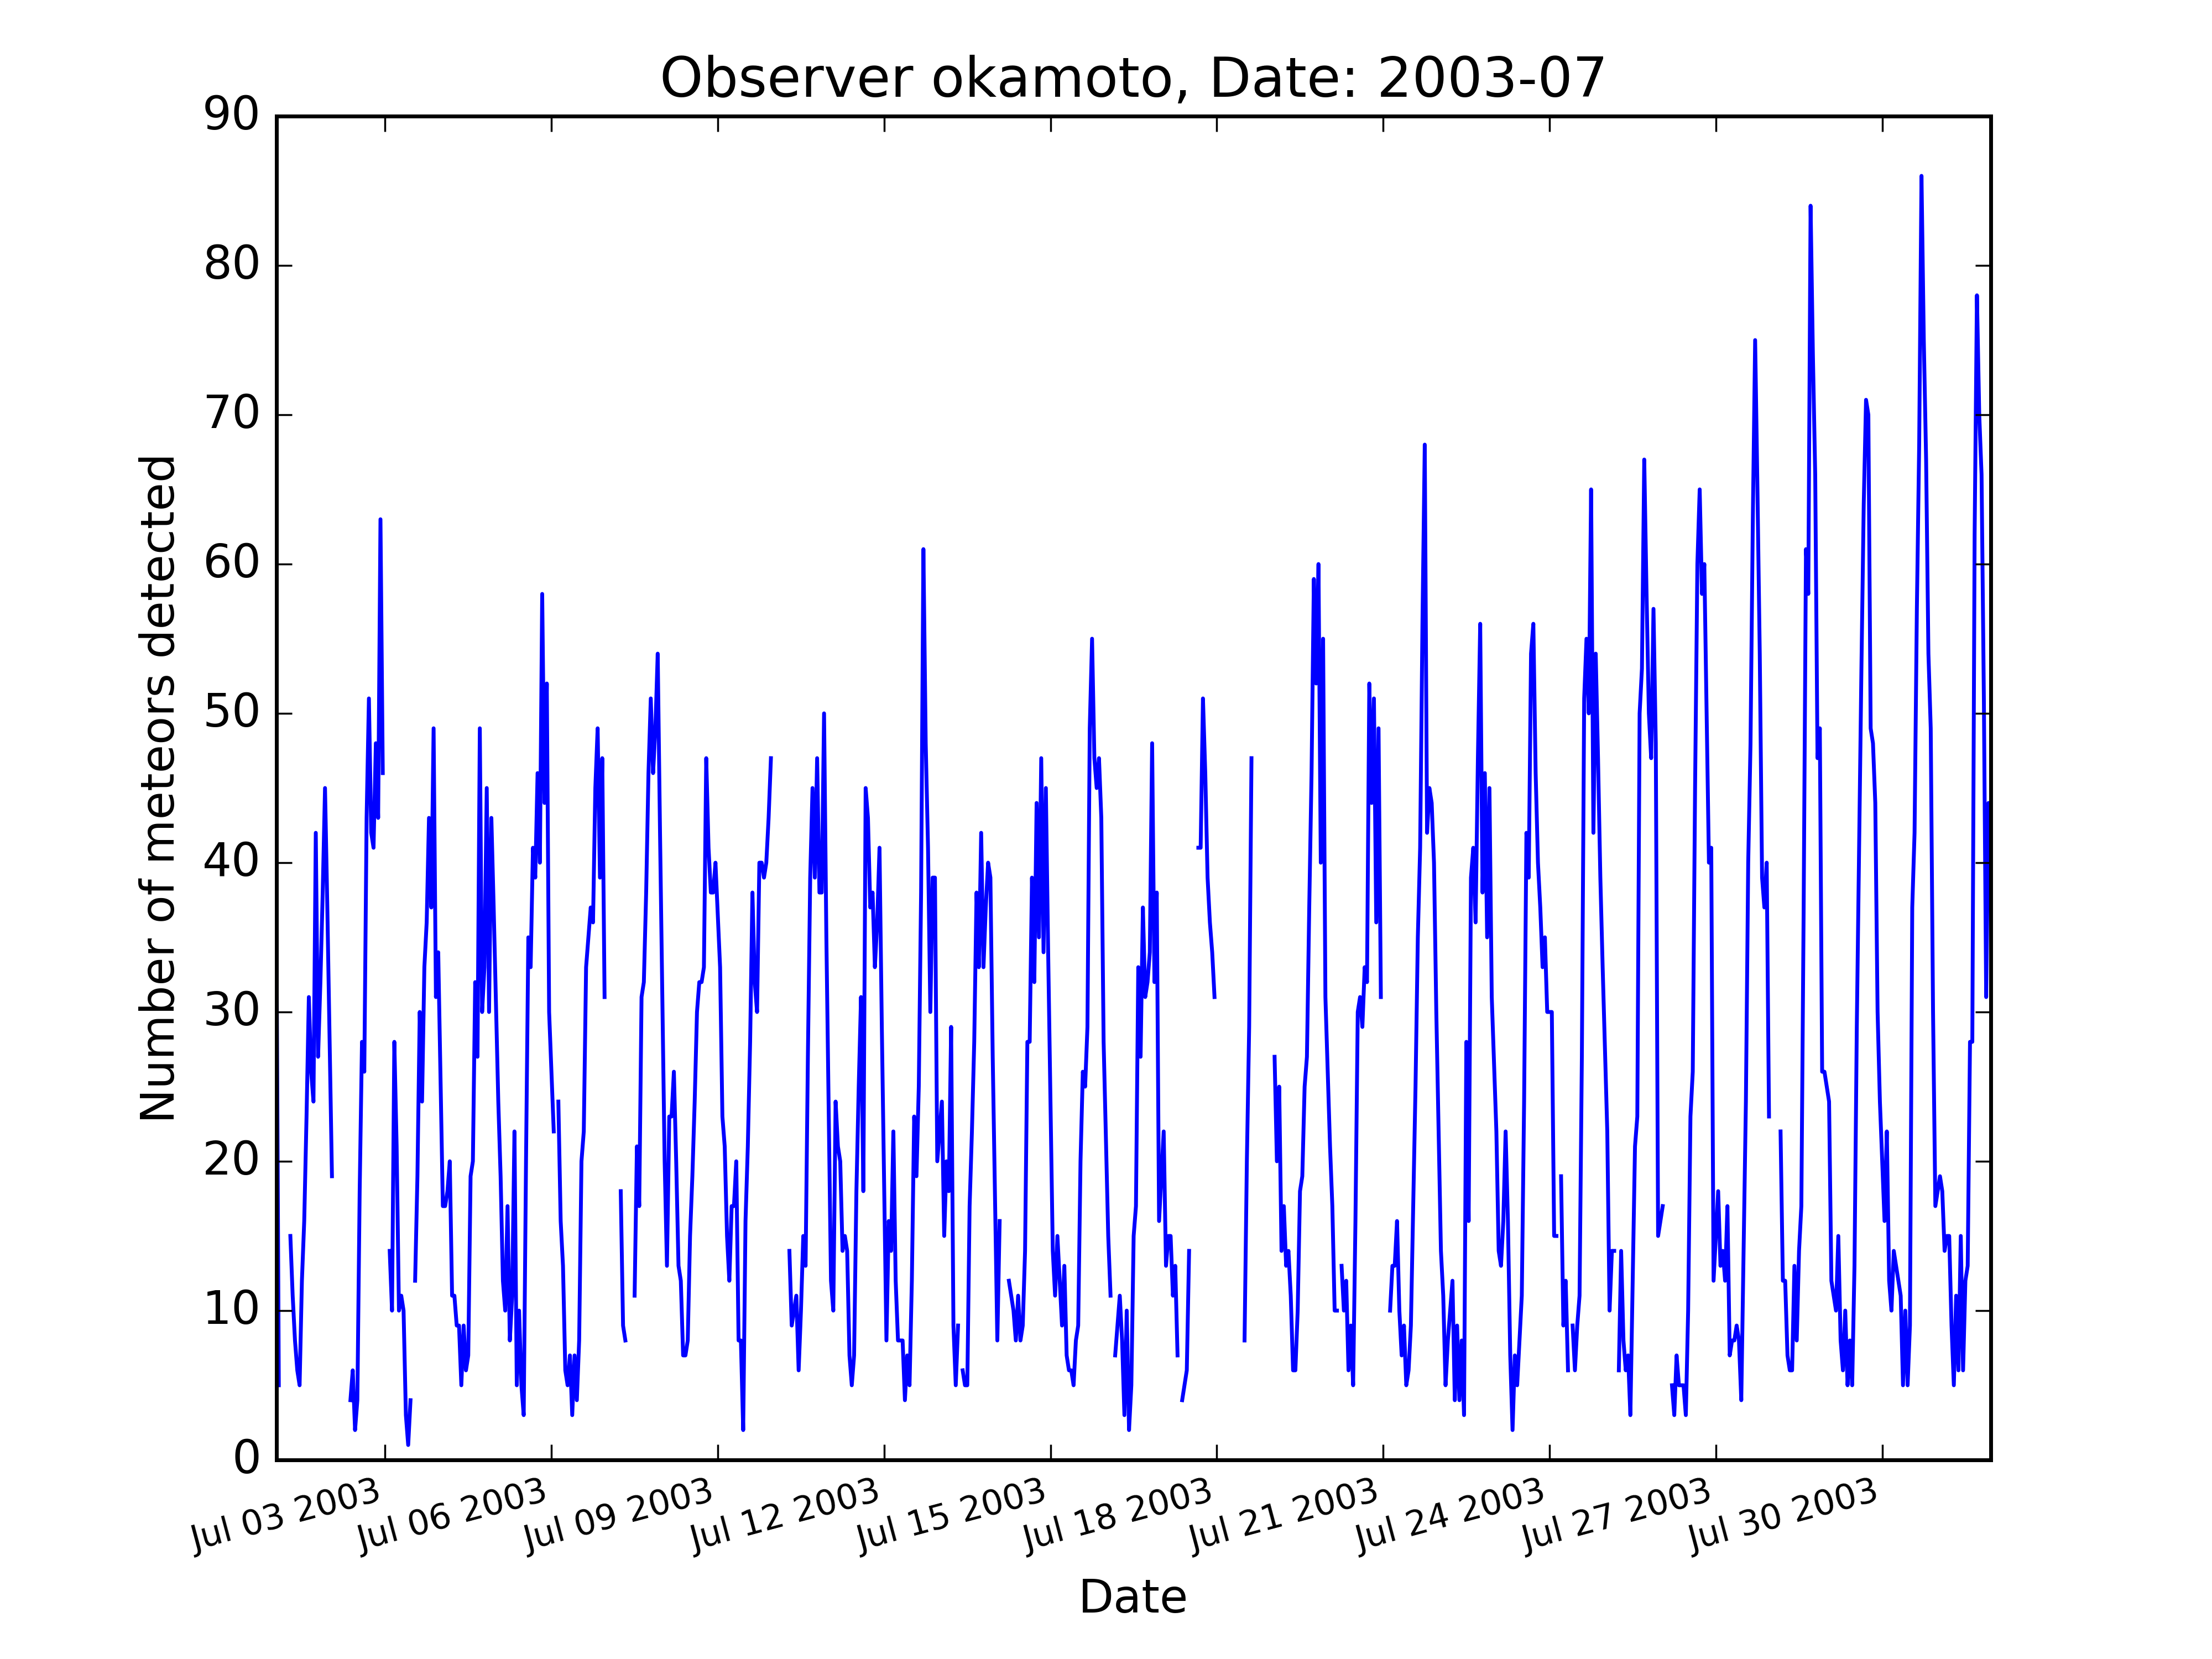 Observer okamoto, Date: 2003-07
90
80
70
60
50
40
30
20
10
0
Number of meteors detected
Jul 03 2003
Jul 06 2003
Jul 09 2003
Jul 12 2003
Jul 15 2003
Jul 18 2003
Jul 21 2003
Jul 24 2003
Jul 27 2003
Jul 30 2003
Date